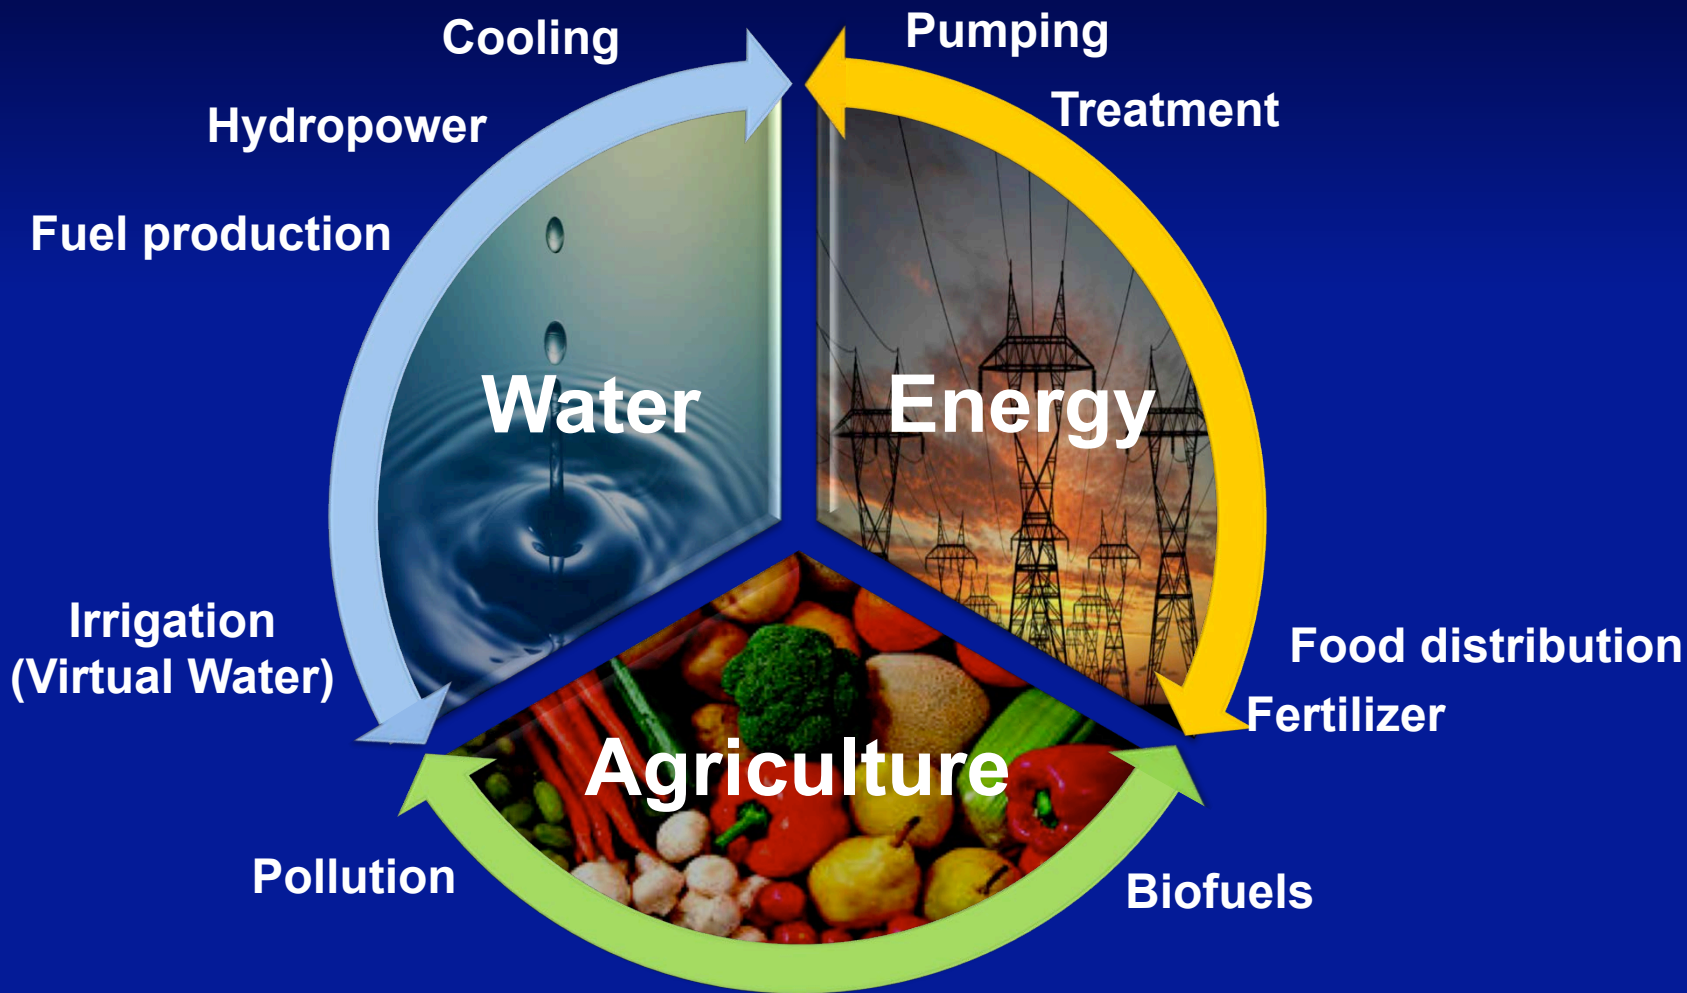 Cooling
Pumping
Hydropower
Treatment
Fuel production
Water
Energy
Irrigation
(Virtual Water)
Food distribution
Fertilizer
Agriculture
Pollution
Biofuels